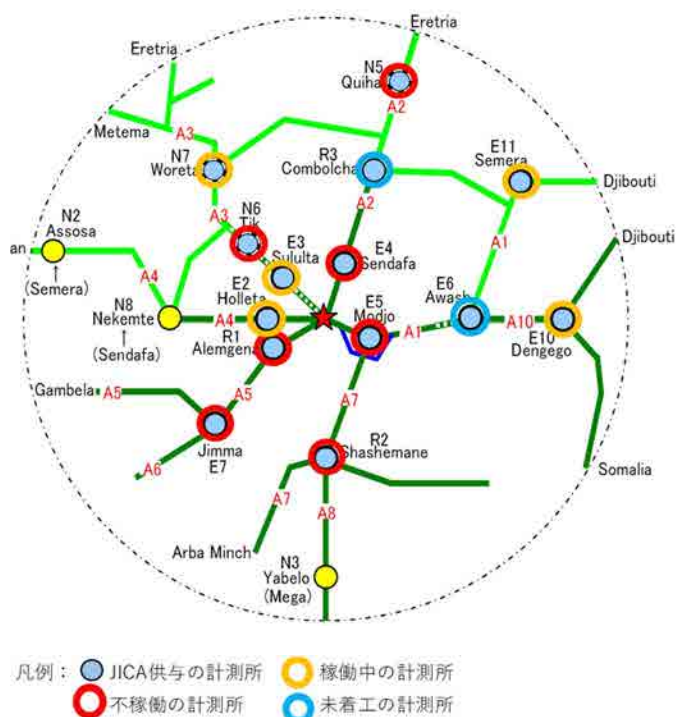 Eretria
Eretria
N5
Quiha
A2
Metema
A3
N7
Woreta
R3
Combolcha
E11
Semera
Djibouti
A3
N6
Tik
A2
A1
Djibouti
N2
Assosa
an
↑
(Semera)
A4
E3
Sululta
E4
Sendafa
N8
Nekemte
↑
(Sendafa)
E2
Holleta
A4
E5
Modjo
E6
Awash
A1
A10
E10
Dengego
R1
Alemgena
Gambela
A5
A5
A7
Jimma
E7
A6
R2
Shashemane
Somalia
A7
A8
Arba Minch
N3
Yabelo
(Mega)
凡例： JICA供与の計測所 稼働中の計測所
不稼働の計測所 未着工の計測所